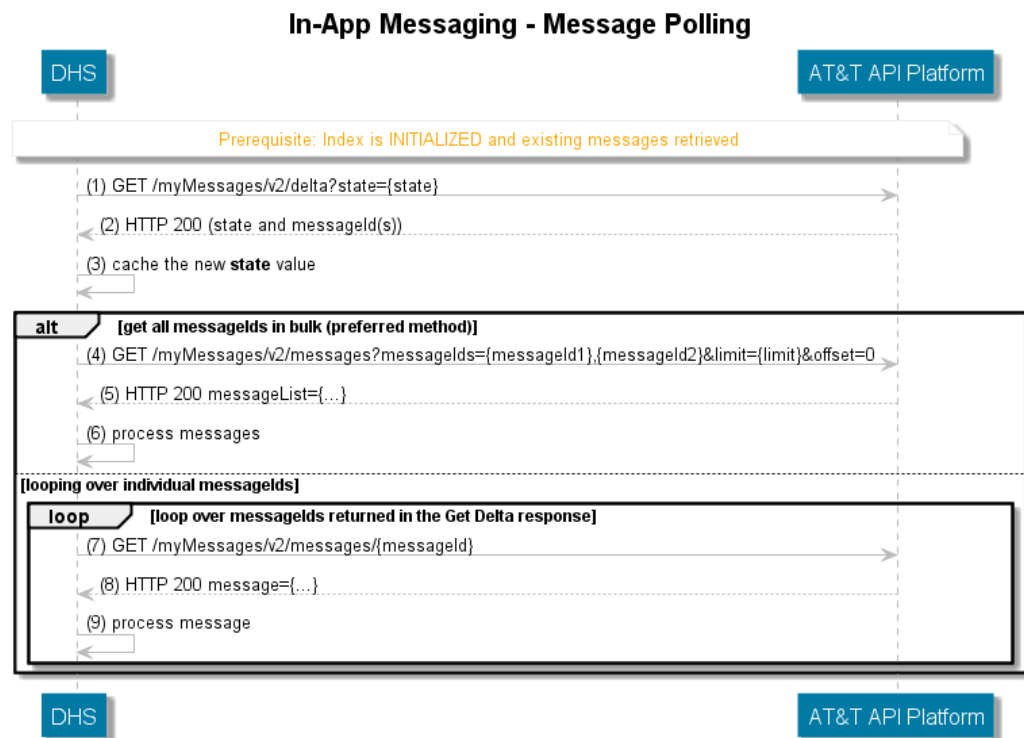 In-App Messaging - Message Polling
DHS
AT&T API Platform
Prerequisite: Index is INITIALIZED and existing messages retrieved
(1) GET /myMessages/v2/delta?state={state}
(2) HTTP 200 (state and messageId(s))
(3) cache the new state value
alt
[get all messageIds in bulk (preferred method)]
(4) GET /myMessages/v2/messages?messageIds={messageId1},{messageId2}&limit={limit}&offset=0
(5) HTTP 200 messageList={...}
(6) process messages
[looping over individual messageIds]
loop
[loop over messageIds returned in the Get Delta response]
(7) GET /myMessages/v2/messages/{messageId}
(8) HTTP 200 message={...}
(9) process message
DHS
AT&T API Platform